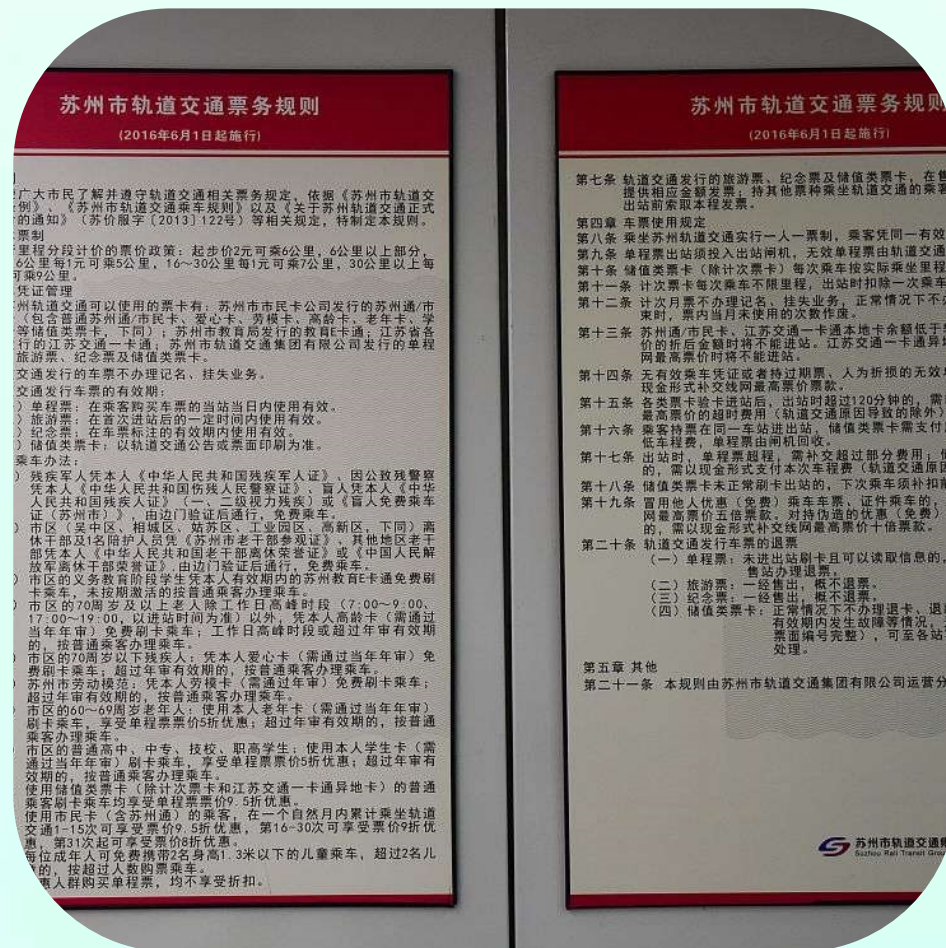 苏州市轨道交通票务规则
(2016年6月1日起施行)
广大市民了解并遵守轨道交通相关票务规定,依据《苏州市轨道交
例》、《苏州市轨道交通乘车规则》以及《关于苏州轨道交通正式
的通知》(苏价服字〔2013〕122号)等相关规定,特制定本规则。
票制
里程分段计价的票价政策:起步价2元可乘6公里,6公里以上部分,
6公里每1元可乘5公里,16~30公里每1元可乘7公里,30公里以上每
可乘9公里。
凭证管理
州轨道交通可以使用的票卡有:苏州市市民卡公司发行的苏州通/市
(包含普通苏州通/市民卡、爱心卡、劳模卡、高龄卡、老年卡、学
等储值类票卡,下同);苏州市教育局发行的教育E卡通;江苏省各
行的江苏交通一卡通;苏州市轨道交通集团有限公司发行的单程
旅游票、纪念票及储值类票卡。
交通发行的车票不办理记名、挂失业务。
交通发行车票的有效期:
)单程票:在乘客购买车票的当站当日内使用有效。
)旅游票:在首次进站后的一定时间内使用有效。
)纪念票:在车票标注的有效期内使用有效。
)储值类票卡:以轨道交通公告或票面印刷为准。
乘车办法:
)残疾军人凭本人《中华人民共和国残疾军人证》、因公致残警察
凭本人《中华人民共和国伤残人民警察证》、盲人凭本人《中华
人民共和国残疾人证》(一、二级视力残疾)或《盲人免费乘车
证(苏州市)》,由边门验证后通行,免费乘车。
)市区(吴中区、相城区、姑苏区、工业园区、高新区,下同)离
休干部及1名陪护人员凭《苏州市老干部参观证》、其他地区老干
部凭本人《中华人民共和国老干部离休荣誉证》或《中国人民解
放军离休干部荣誉证》,由边门验证后通行,免费乘车。
)市区的义务教育阶段学生凭本人有效期内的苏州教育E卡通免费刷
卡乘车,未按期激活的按普通乘客办理乘车。
)市区的70周岁及以上老人除工作日高峰时段(7:00~9:00、
17:00~19:00,以进站时间为准)以外,凭本人高龄卡(需通过
当年年审)免费刷卡乘车;工作日高峰时段或超过年审有效期
的,按普通乘客办理乘车。
)市区的70周岁以下残疾人:凭本人爱心卡(需通过当年年审)免
费刷卡乘车;超过年审有效期的,按普通乘客办理乘车。
)苏州市劳动模范:凭本人劳模卡(需通过年审)免费刷卡乘车;
超过年审有效期的,按普通乘客办理乘车。
)市区的60~69周岁老年人:使用本人老年卡(需通过当年年审)
刷卡乘车,享受单程票票价5折优惠;超过年审有效期的,按普通
乘客办理乘车。
)市区的普通高中、中专、技校、职高学生:使用本人学生卡(需
通过当年年审)刷卡乘车,享受单程票票价5折优惠;超过年审有
效期的,按普通乘客办理乘车。
使用储值类票卡(除计次票卡和江苏交通一卡通异地卡)的普通
乘客刷卡乘车均享受单程票票价9.5折优惠。
使用市民卡(含苏州通)的乘客,在一个自然月内累计乘坐轨道
交通1-15次可享受票价9.5折优惠,第16-30次可享受票价9折优
惠,第31次起可享受票价8折优惠。
每位成年人可免费携带2名身高1.3米以下的儿童乘车,超过2名儿
的,按超过人数购票乘车。
惠人群购买单程票,均不享受折扣。
苏州市轨道交通票务规则
(2016年6月1日起施行)
第七条 轨道交通发行的旅游票、纪念票及储值类票卡,在售
提供相应金额发票;持其他票种乘坐轨道交通的乘客
出站前索取本程发票。
第四章 车票使用规定
第八条 乘坐苏州轨道交通实行一人一票制,乘客凭同一有效
第九条 单程票出站须投入出站闸机,无效单程票由轨道交通
第十条 储值类票卡(除计次票卡)每次乘车按实际乘坐里程
第十一条 计次票卡每次乘车不限里程,出站时扣除一次乘车
第十二条 计次月票不办理记名、挂失业务,正常情况下不
束时,票内当月未使用的次数作废。
第十三条 苏州通/市民卡、江苏交通一卡通本地卡余额低于
价的折后金额时将不能进站。江苏交通一卡通异
网最高票价时将不能进站。
第十四条 无有效乘车凭证或者持过期票、人为折损的无效
现金形式补交线网最高票价票款。
第十五条 各类票卡验卡进站后,出站时超过120分钟的,需
最高票价的超时费用(轨道交通原因导致的除外)
第十六条 乘客持票在同一车站进出站,储值类票卡需支付
低车程费,单程票由闸机回收。
第十七条 出站时,单程票超程,需补交超过部分费用;
的,需以现金形式支付本次车程费(轨道交通原
第十八条 储值类票卡未正常刷卡出站的,下次乘车须补扣
第十九条 冒用他人优惠(免费)乘车车票、证件乘车的,
网最高票价五倍票款。对持伪造的优惠(免费)
的,需以现金形式补交线网最高票价十倍票款。
第二十条 轨道交通发行车票的退票
(一)单程票:未进出站刷卡且可以读取信息的,
售站办理退票。
(二)旅游票:一经售出,概不退票。
(三)纪念票:一经售出,概不退票。
(四)储值类票卡:正常情况下不办理退卡、退
有效期内发生故障等情况,
票面编号完整),可至各站
处理。
第五章 其他
第二十一条 本规则由苏州市轨道交通集团有限公司运营分
苏州市轨道交通
Suzhou Rail Transit Grou